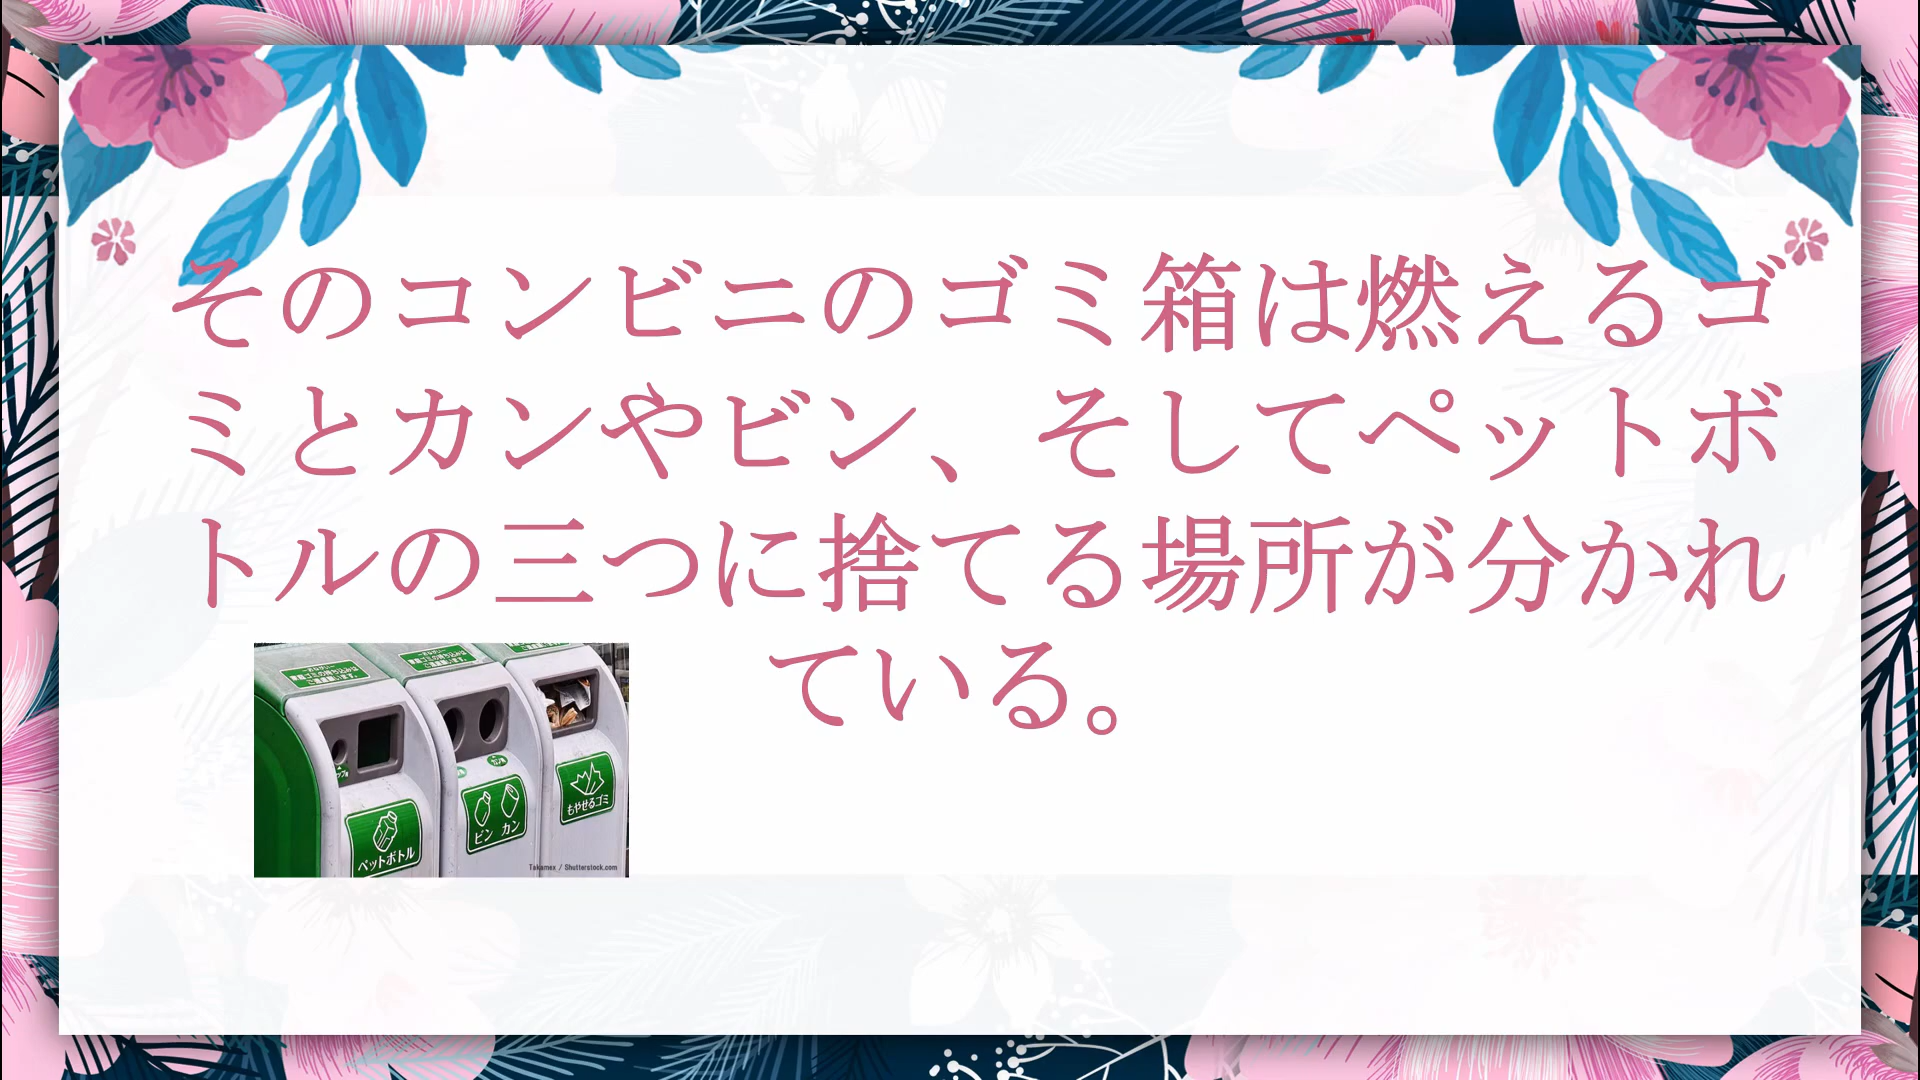 そのコンビニのゴミ箱は燃えるゴ
ミとカンやビン、そしてペットボ
トルの三つに捨てる場所が分かれ
ている。
ペットボトル
ビン カン
もやせるゴミ
Takamex / Shutterstock.com